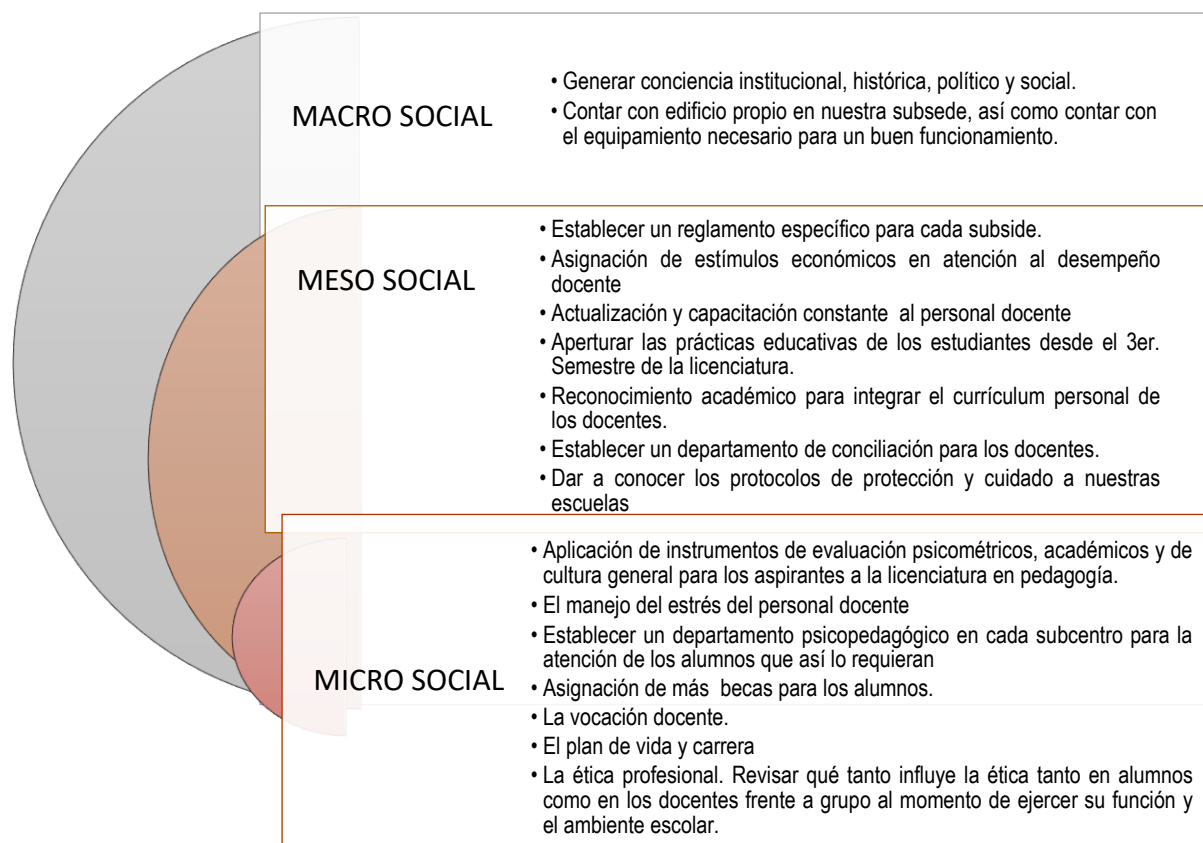 MACRO SOCIAL
• Generar conciencia institucional, histórica, político y social.
• Contar con edificio propio en nuestra subsede, así como contar con
el equipamiento necesario para un buen funcionamiento.
MESO SOCIAL
• Establecer un reglamento específico para cada subside.
• Asignación de estímulos económicos en atención al desempeño
docente
• Actualización y capacitación constante al personal docente
• Aperturar las prácticas educativas de los estudiantes desde el 3er.
Semestre de la licenciatura.
• Reconocimiento académico para integrar el currículum personal de
los docentes.
• Establecer un departamento de conciliación para los docentes.
• Dar a conocer los protocolos de protección y cuidado a nuestras
escuelas
MICRO SOCIAL
• Aplicación de instrumentos de evaluación psicométricos, académicos y de
cultura general para los aspirantes a la licenciatura en pedagogía.
• El manejo del estrés del personal docente
• Establecer un departamento psicopedagógico en cada subcentro para la
atención de los alumnos que así lo requieran
• Asignación de más becas para los alumnos.
• La vocación docente.
• El plan de vida y carrera
• La ética profesional. Revisar qué tanto influye la ética tanto en alumnos
como en los docentes frente a grupo al momento de ejercer su función y
el ambiente escolar.